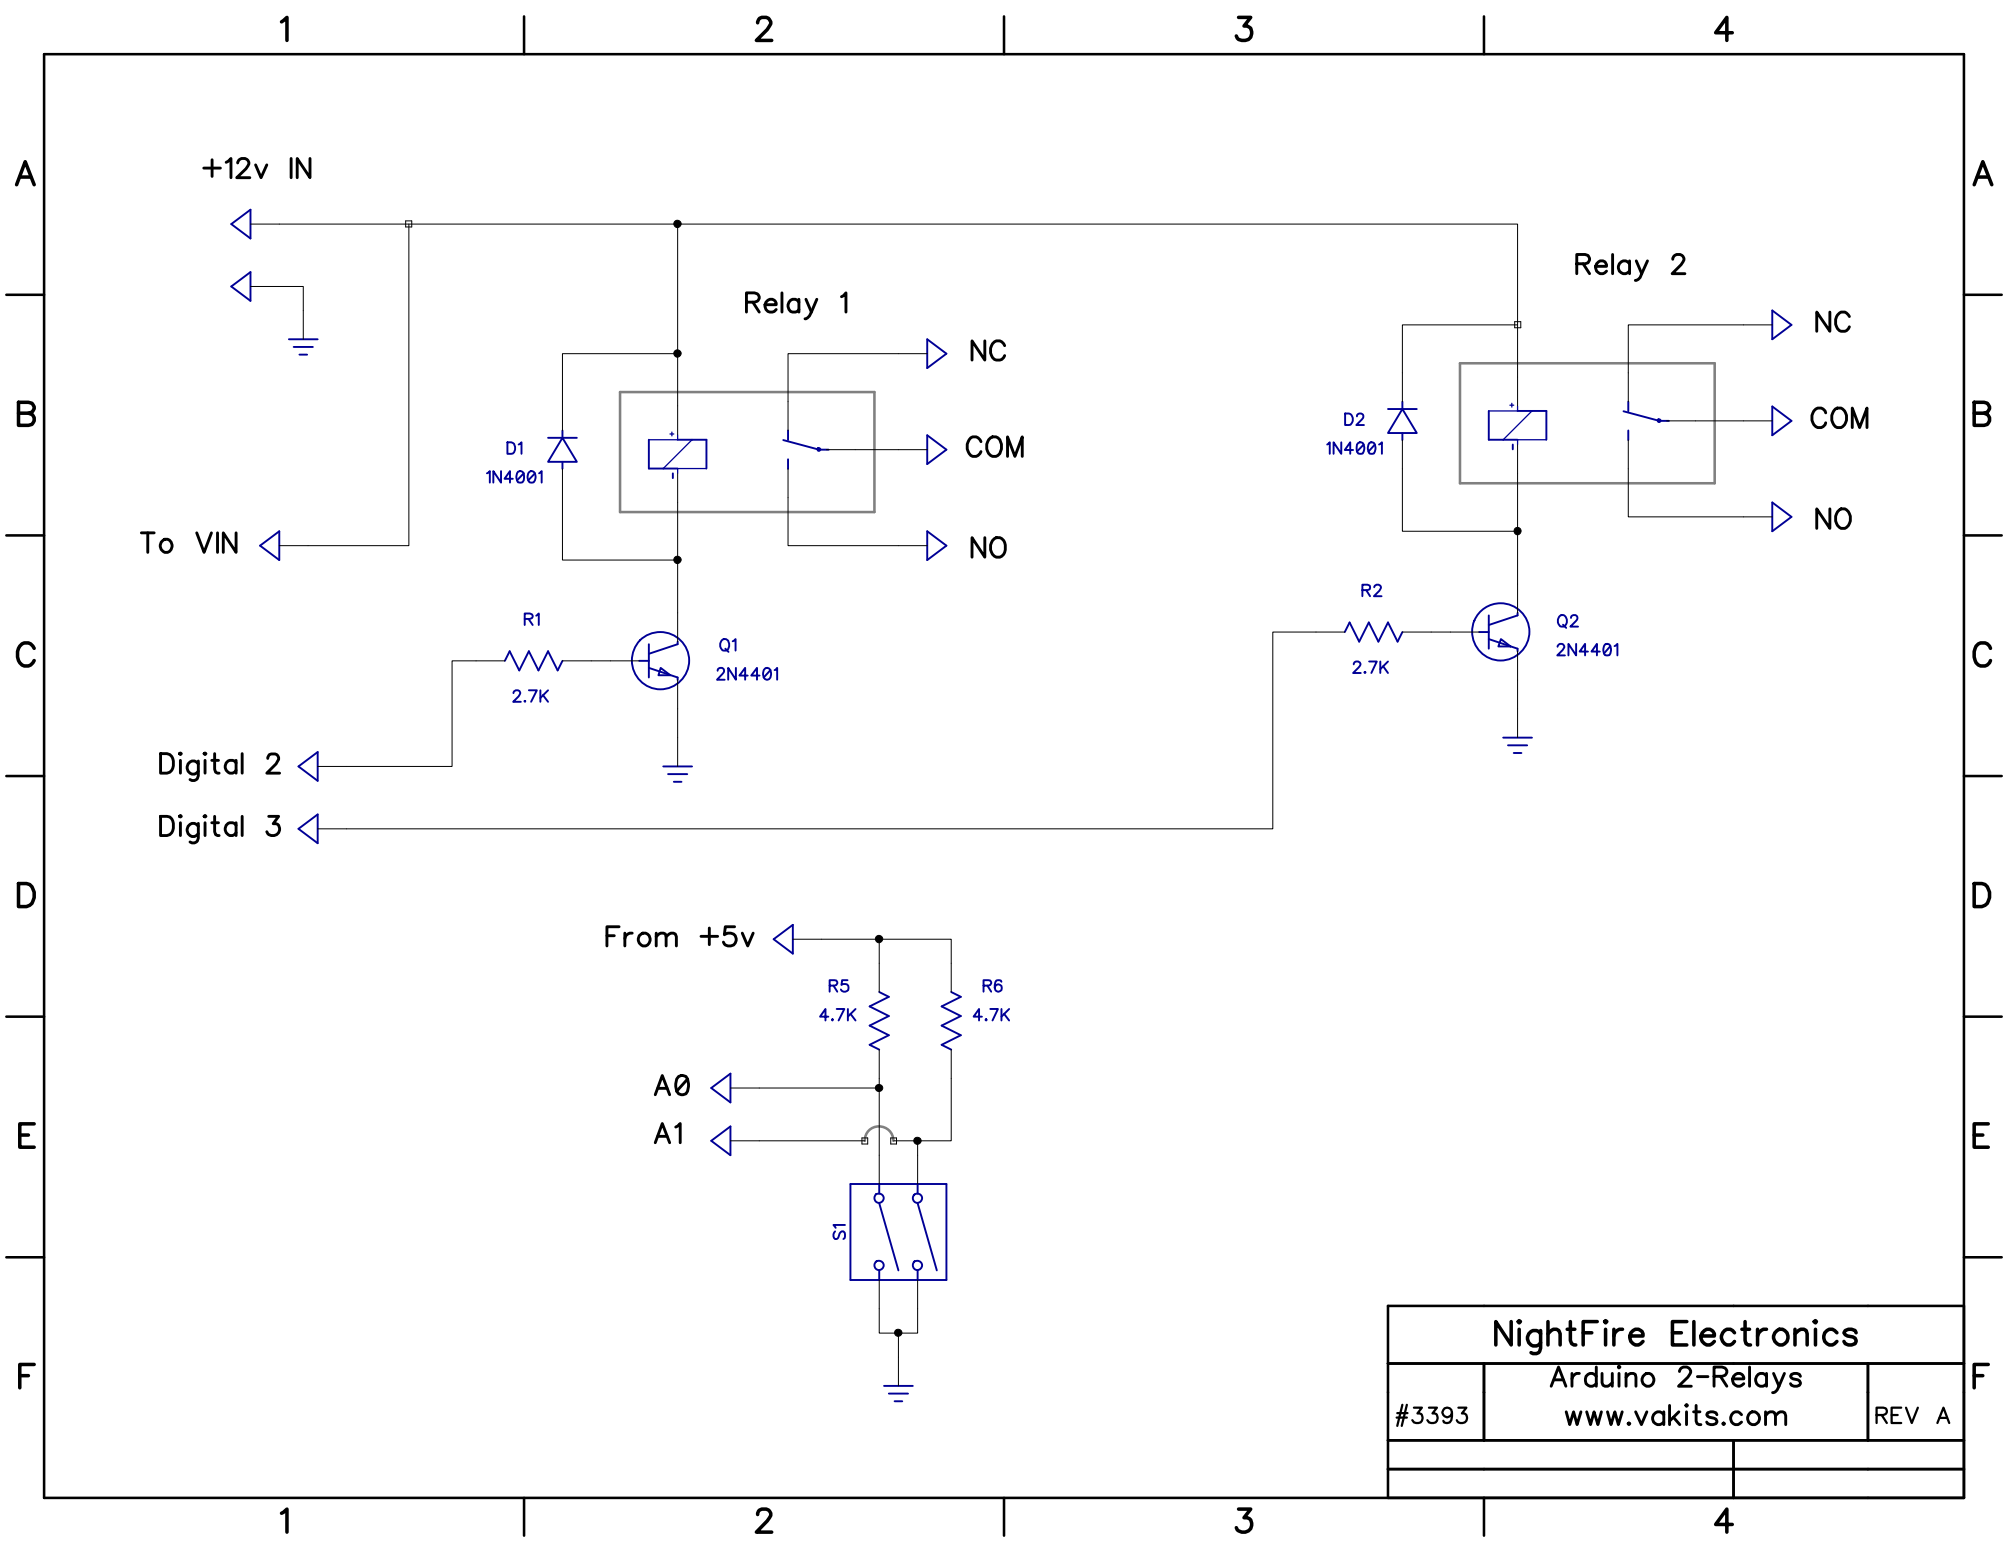 1 2 3 4
A A
+12v IN
Relay 2
Relay 1
NC
NC
B B
D2
COM
1N4001
D1
COM
1N4001
NO
To VIN
NO
R2
R1
Q2
2N4401
C C
Q1
2N4401
2.7K
2.7K
Digital 2
Digital 3
D D
From +5v
R5 R6
4.7K 4.7K
A0
A1
E E
S1
NightFire Electronics
F F
Arduino 2-Relays
#3393 www.vakits.com REV A
1 2 3 4